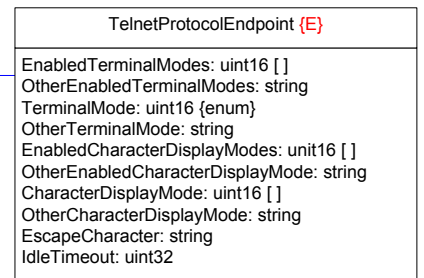 TelnetProtocolEndpoint {E}
EnabledTerminalModes: uint16 [ ]
OtherEnabledTerminalModes: string
TerminalMode: uint16 {enum}
OtherTerminalMode: string
EnabledCharacterDisplayModes: unit16 [ ]
OtherEnabledCharacterDisplayMode: string
CharacterDisplayMode: uint16 [ ]
OtherCharacterDisplayMode: string
EscapeCharacter: string
IdleTimeout: uint32